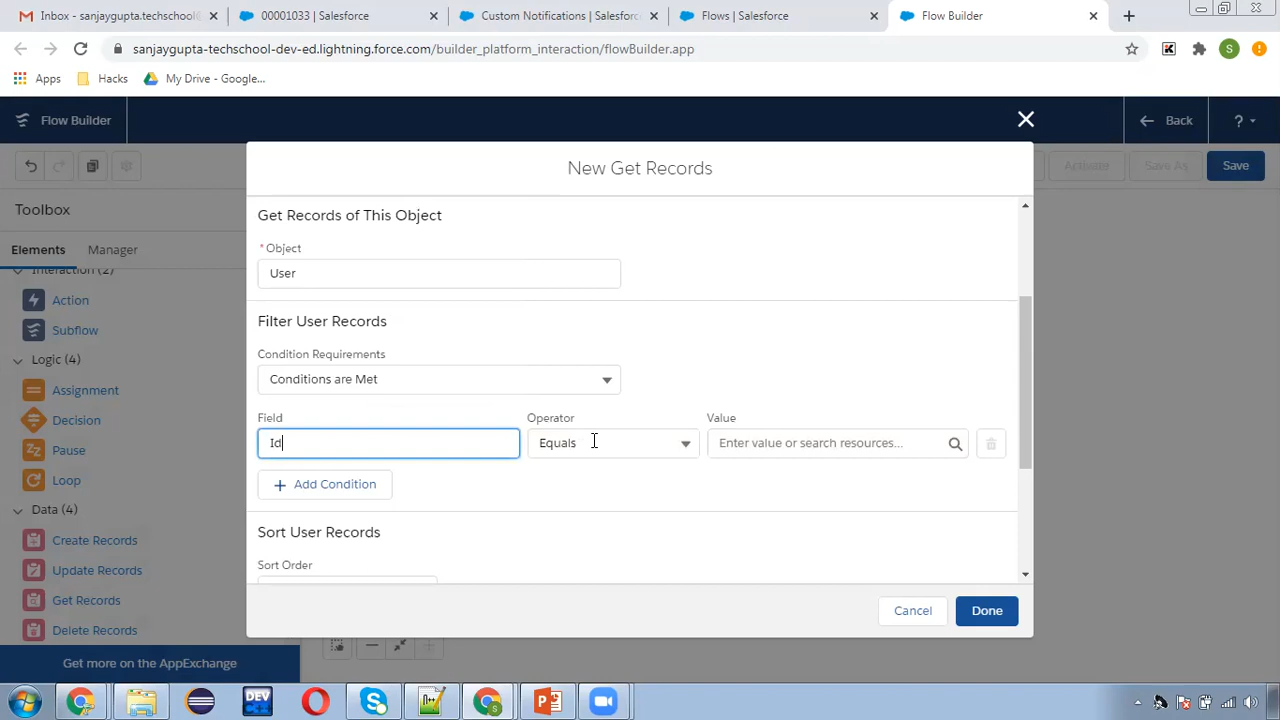 Inbox - sanjaygupta.techschool@
00001033 | Salesforce
Custom Notifications | Salesforc
Flows | Salesforce
Flow Builder
sanjaygupta-techschool-dev-ed.lightning.force.com/builder_platform_interaction/flowBuilder.app
S
Apps
Hacks
My Drive - Google...
Flow Builder
Back
?
New Get Records
Activate
Save As
Save
Toolbox
Elements
Manager
Interaction (2)
Action
Subflow
Logic (4)
Assignment
Decision
Pause
Loop
Data (4)
Create Records
Update Records
Get Records
Delete Records
Get more on the AppExchange
Get Records of This Object
*Object
User
Filter User Records
Condition Requirements
Conditions are Met
Field
Operator
Value
Id
Equals
Enter value or search resources...
+ Add Condition
Sort User Records
Sort Order
Cancel
Done
DEV
C++